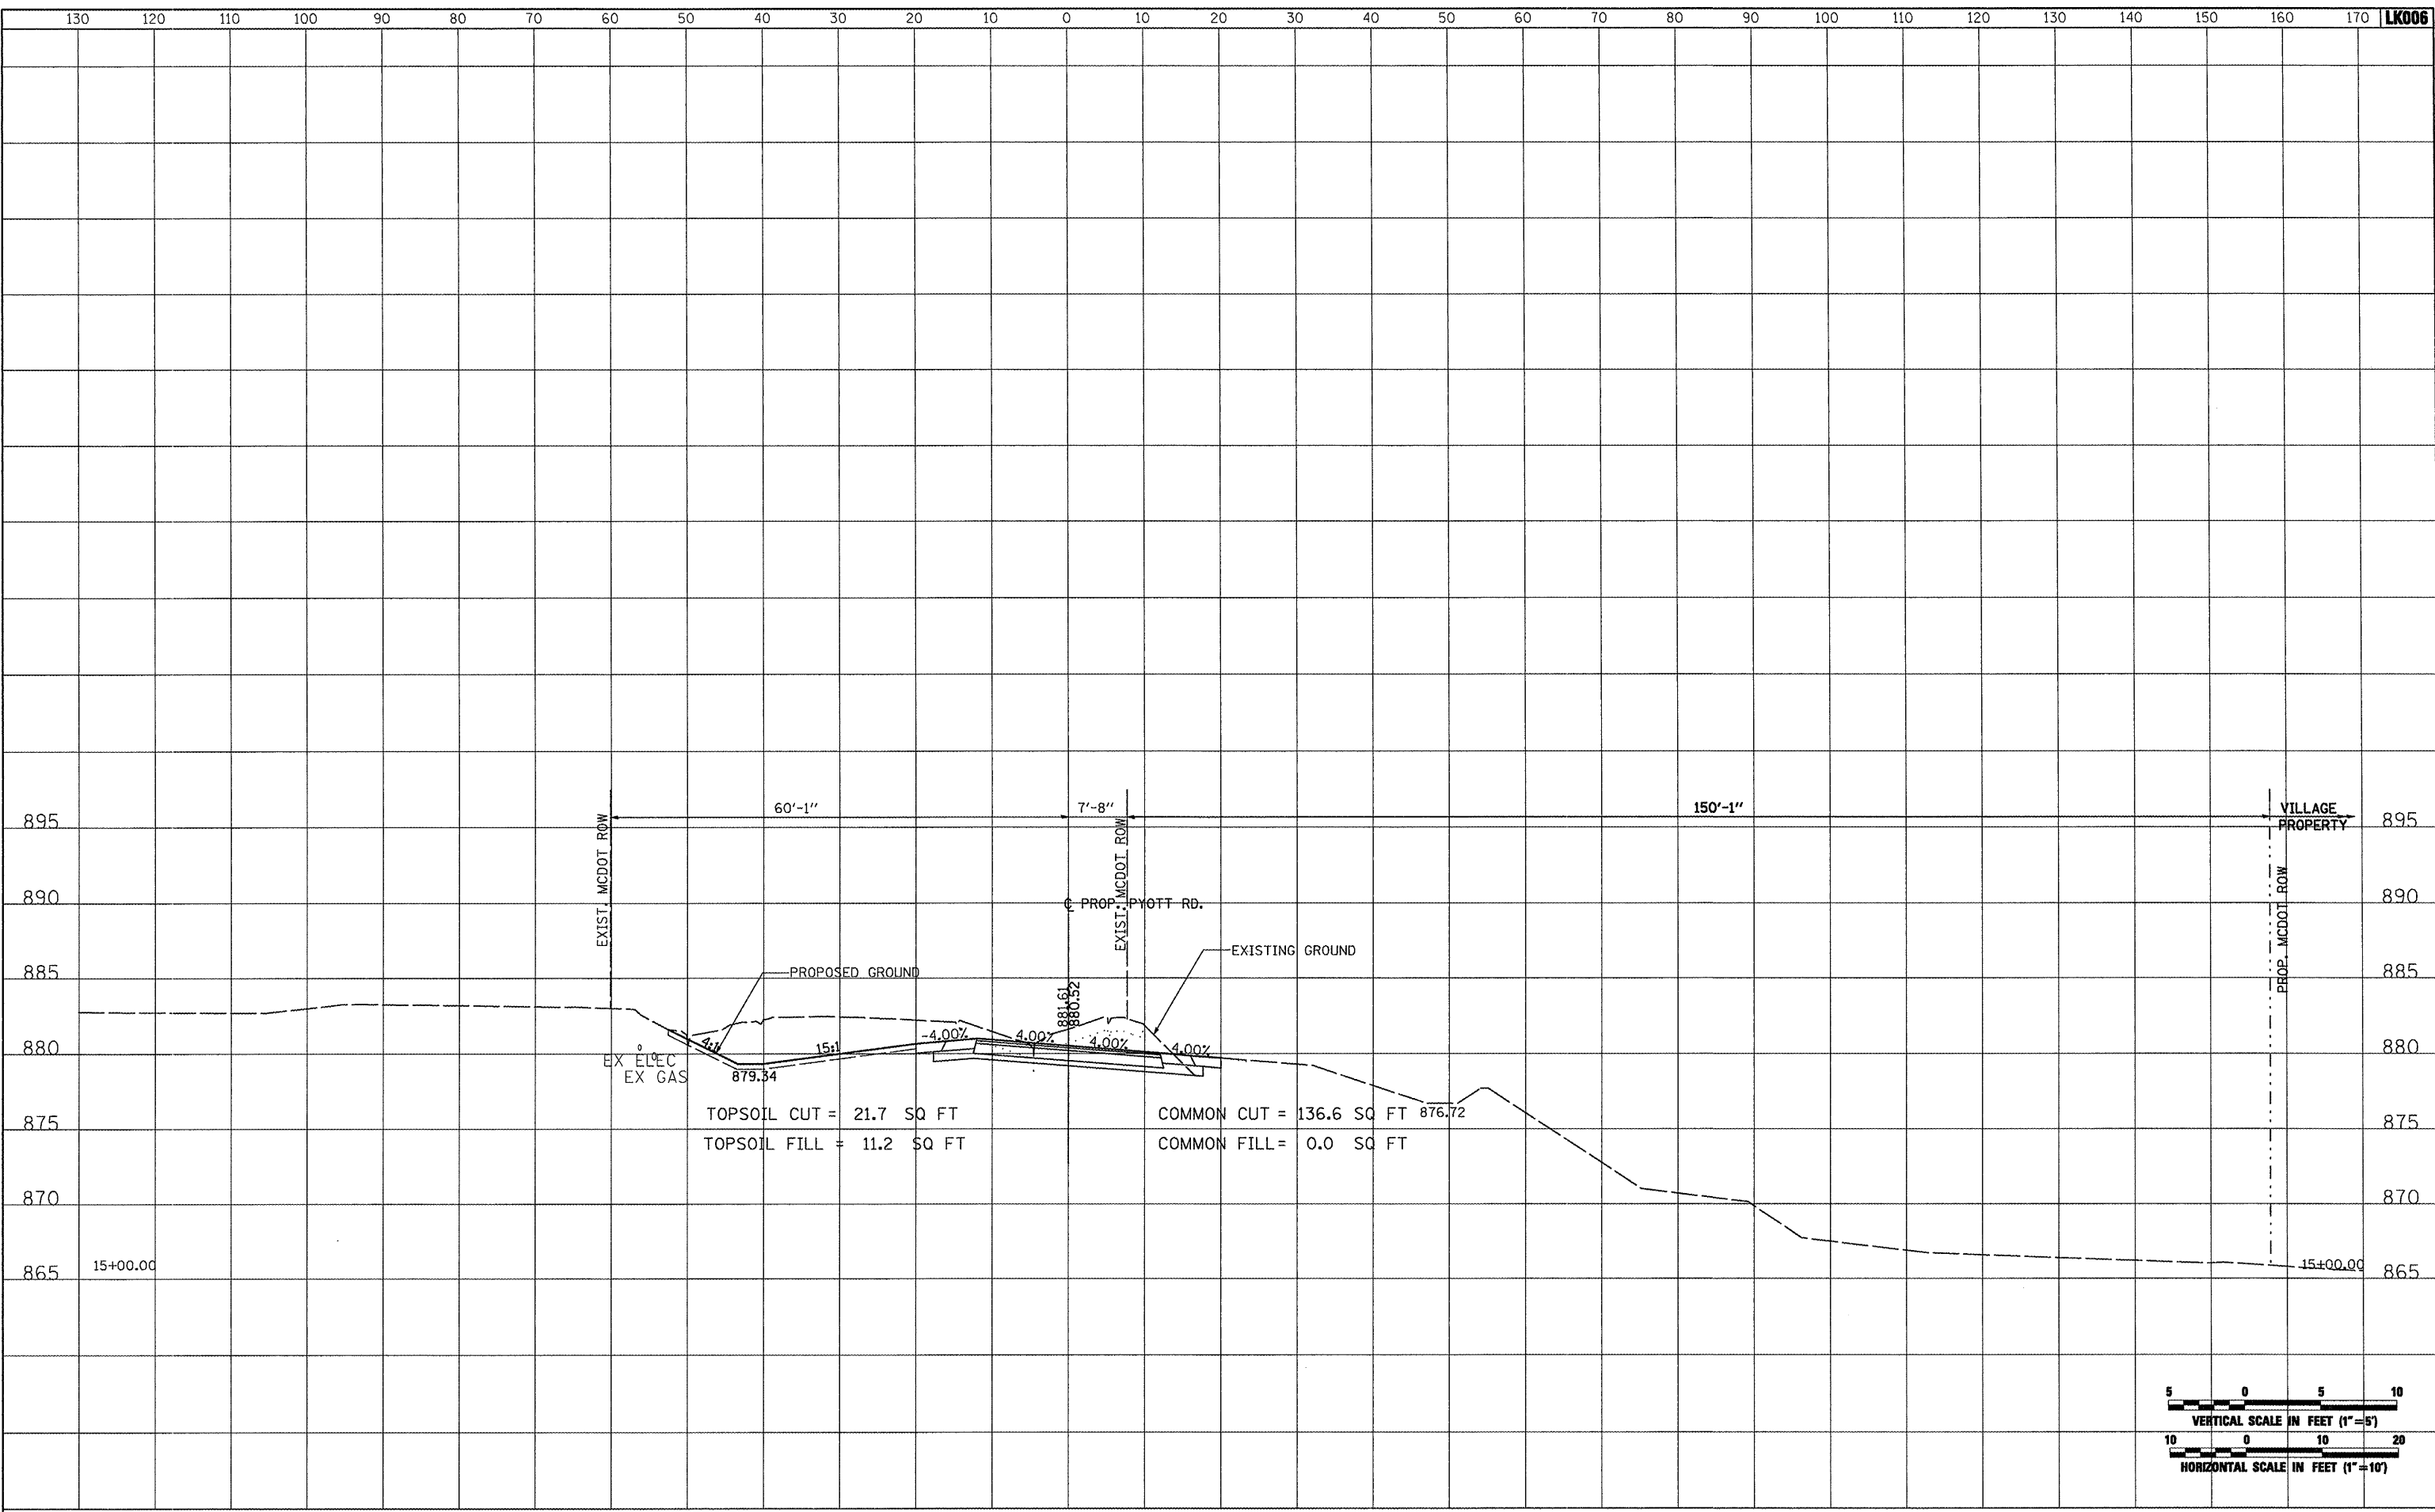 130 120 110 100 90 80 70 60 50 40 30 20 10 0 10 20 30 40 50 60 70 80 90 100 110 120 130 140 150 160 170 LK006
60'-1" 7'-8" 150'-1" VILLAGE
PROPERTY
895 895
EXIST. MCDOT ROW
EXIST. MCDOT ROW
PROP. MCDOT ROW
890 ℄ PROP. PYOTT RD. 890
EXISTING GROUND
885 PROPOSED GROUND 885
881.61
880.52
-4.00% 4.00% 4.00% 4.00%
4:1 15:1
880 880
EX ELEC
EX GAS 879.34
TOPSOIL CUT = 21.7 SQ FT COMMON CUT = 136.6 SQ FT 876.72
875 875
TOPSOIL FILL = 11.2 SQ FT COMMON FILL= 0.0 SQ FT
870 870
865 15+00.00 15+00.00 865
5 0 5 10
VERTICAL SCALE IN FEET (1"=5')
10 0 10 20
HORIZONTAL SCALE IN FEET (1"=10')